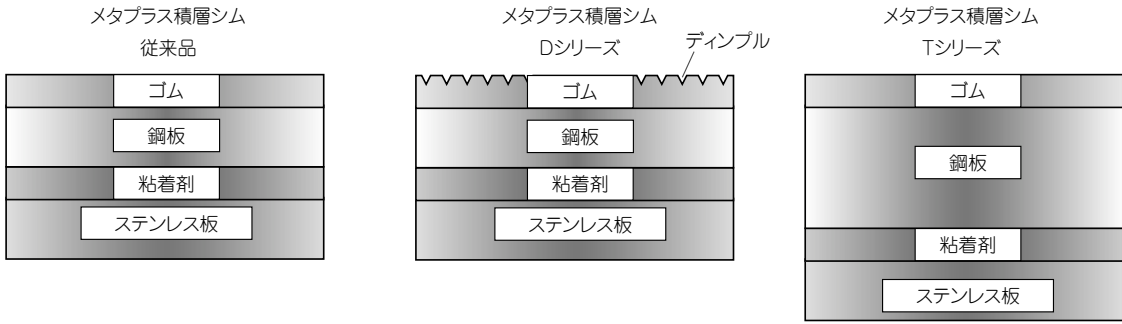 メタプラス積層シム
従来品
ゴム
鋼板
粘着剤
ステンレス板
メタプラス積層シム
Dシリーズ
ディンプル
ゴム
鋼板
粘着剤
ステンレス板
メタプラス積層シム
Tシリーズ
ゴム
鋼板
粘着剤
ステンレス板